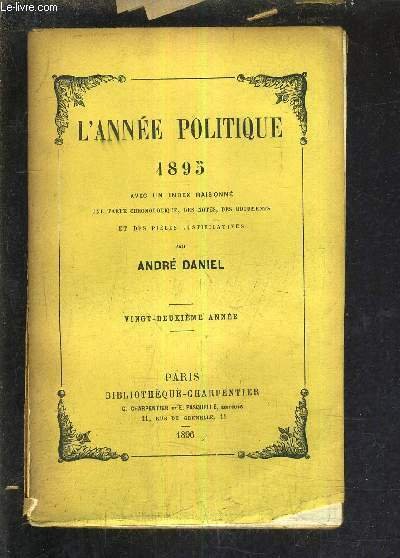 www.le-livre.com
L'ANNÉE POLITIQUE
1895
AVEC UN INDEX RAISONNÉ
UNE TABLE CHRONOLOGIQUE, DES NOTES, DES DOCUMENTS
ET DES PIÈCES JUSTIFICATIVES
PAR
ANDRÉ DANIEL
VINGT-DEUXIÈME ANNÉE
PARIS
BIBLIOTHÈQUE-CHARPENTIER
G. CHARPENTIER ET E. FASQUELLE, ÉDITEURS
11, RUE DE GRENELLE, 11
1896